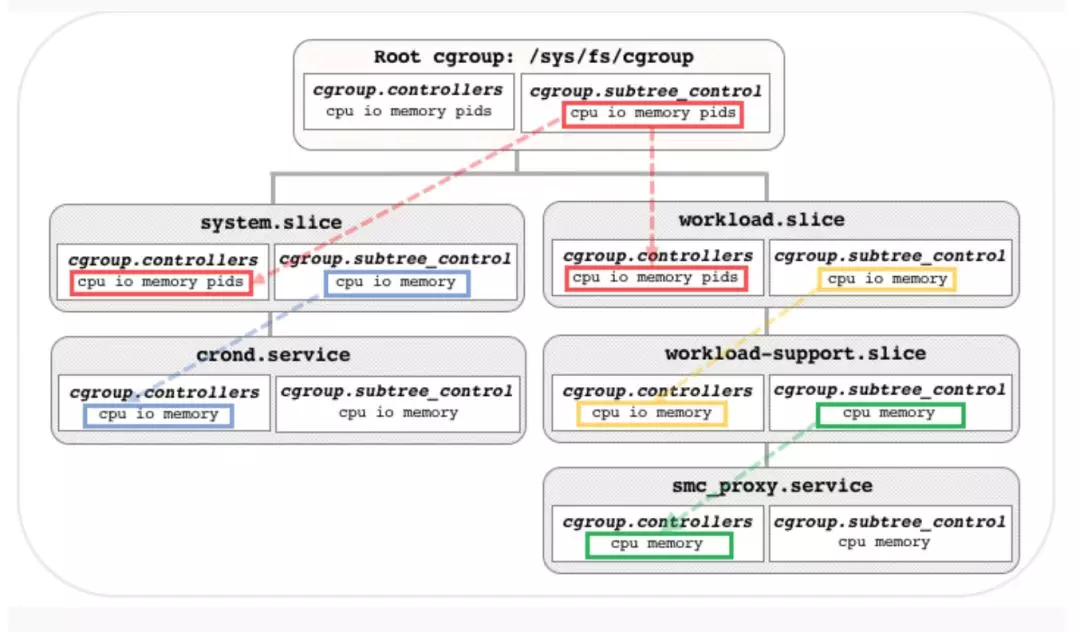 Root cgroup: /sys/fs/cgroup
cgroup.controllers
cpu io memory pids
cgroup.subtree_control
cpu io memory pids
system.slice
cgroup.controllers
cpu io memory pids
cgroup.subtree_control
cpu io memory
workload.slice
cgroup.controllers
cpu io memory pids
cgroup.subtree_control
cpu io memory
crond.service
cgroup.controllers
cpu io memory
cgroup.subtree_control
cpu io memory
workload-support.slice
cgroup.controllers
cpu io memory
cgroup.subtree_control
cpu memory
smc_proxy.service
cgroup.controllers
cpu memory
cgroup.subtree_control
cpu memory